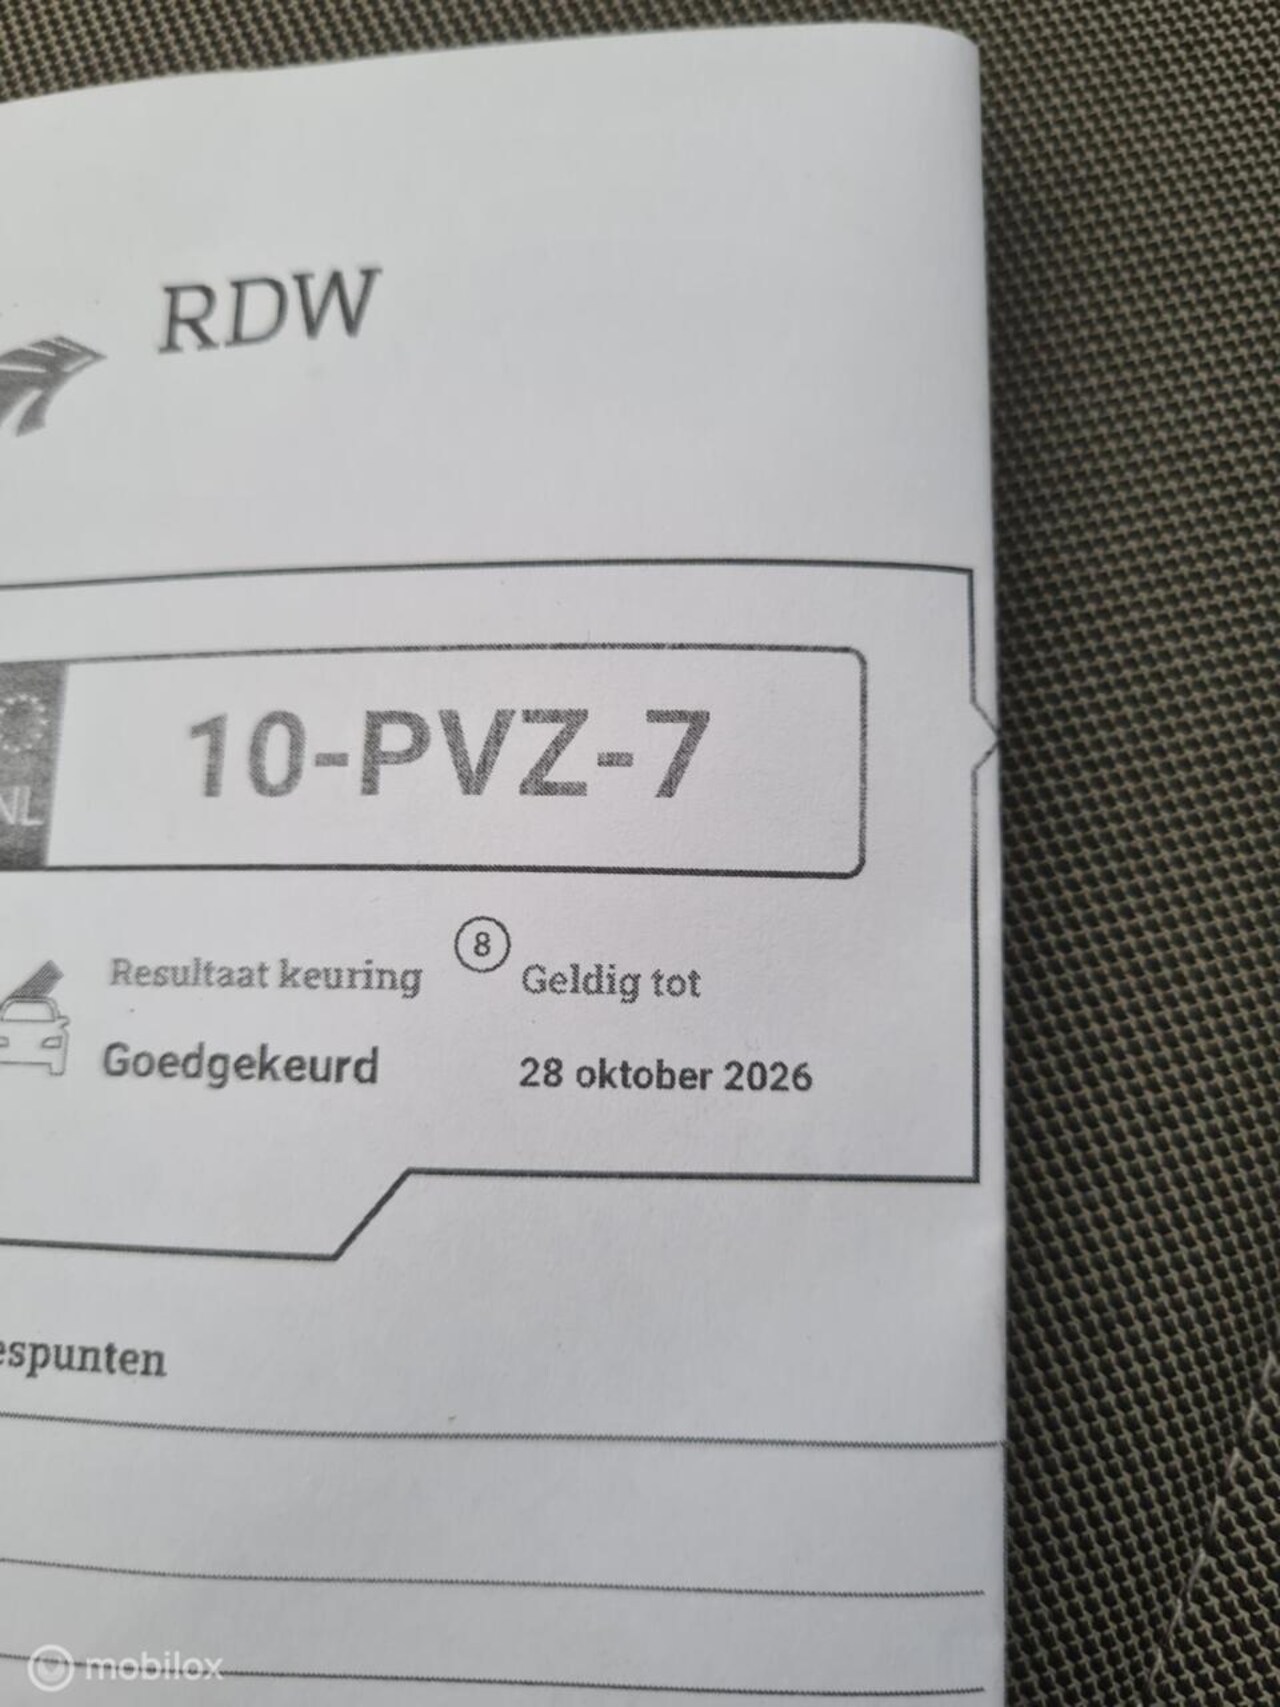 RDW
10-PVZ-7
NL
8
Resultaat keuring Geldig tot
Goedgekeurd 28 oktober 2026
espunten
mobilox